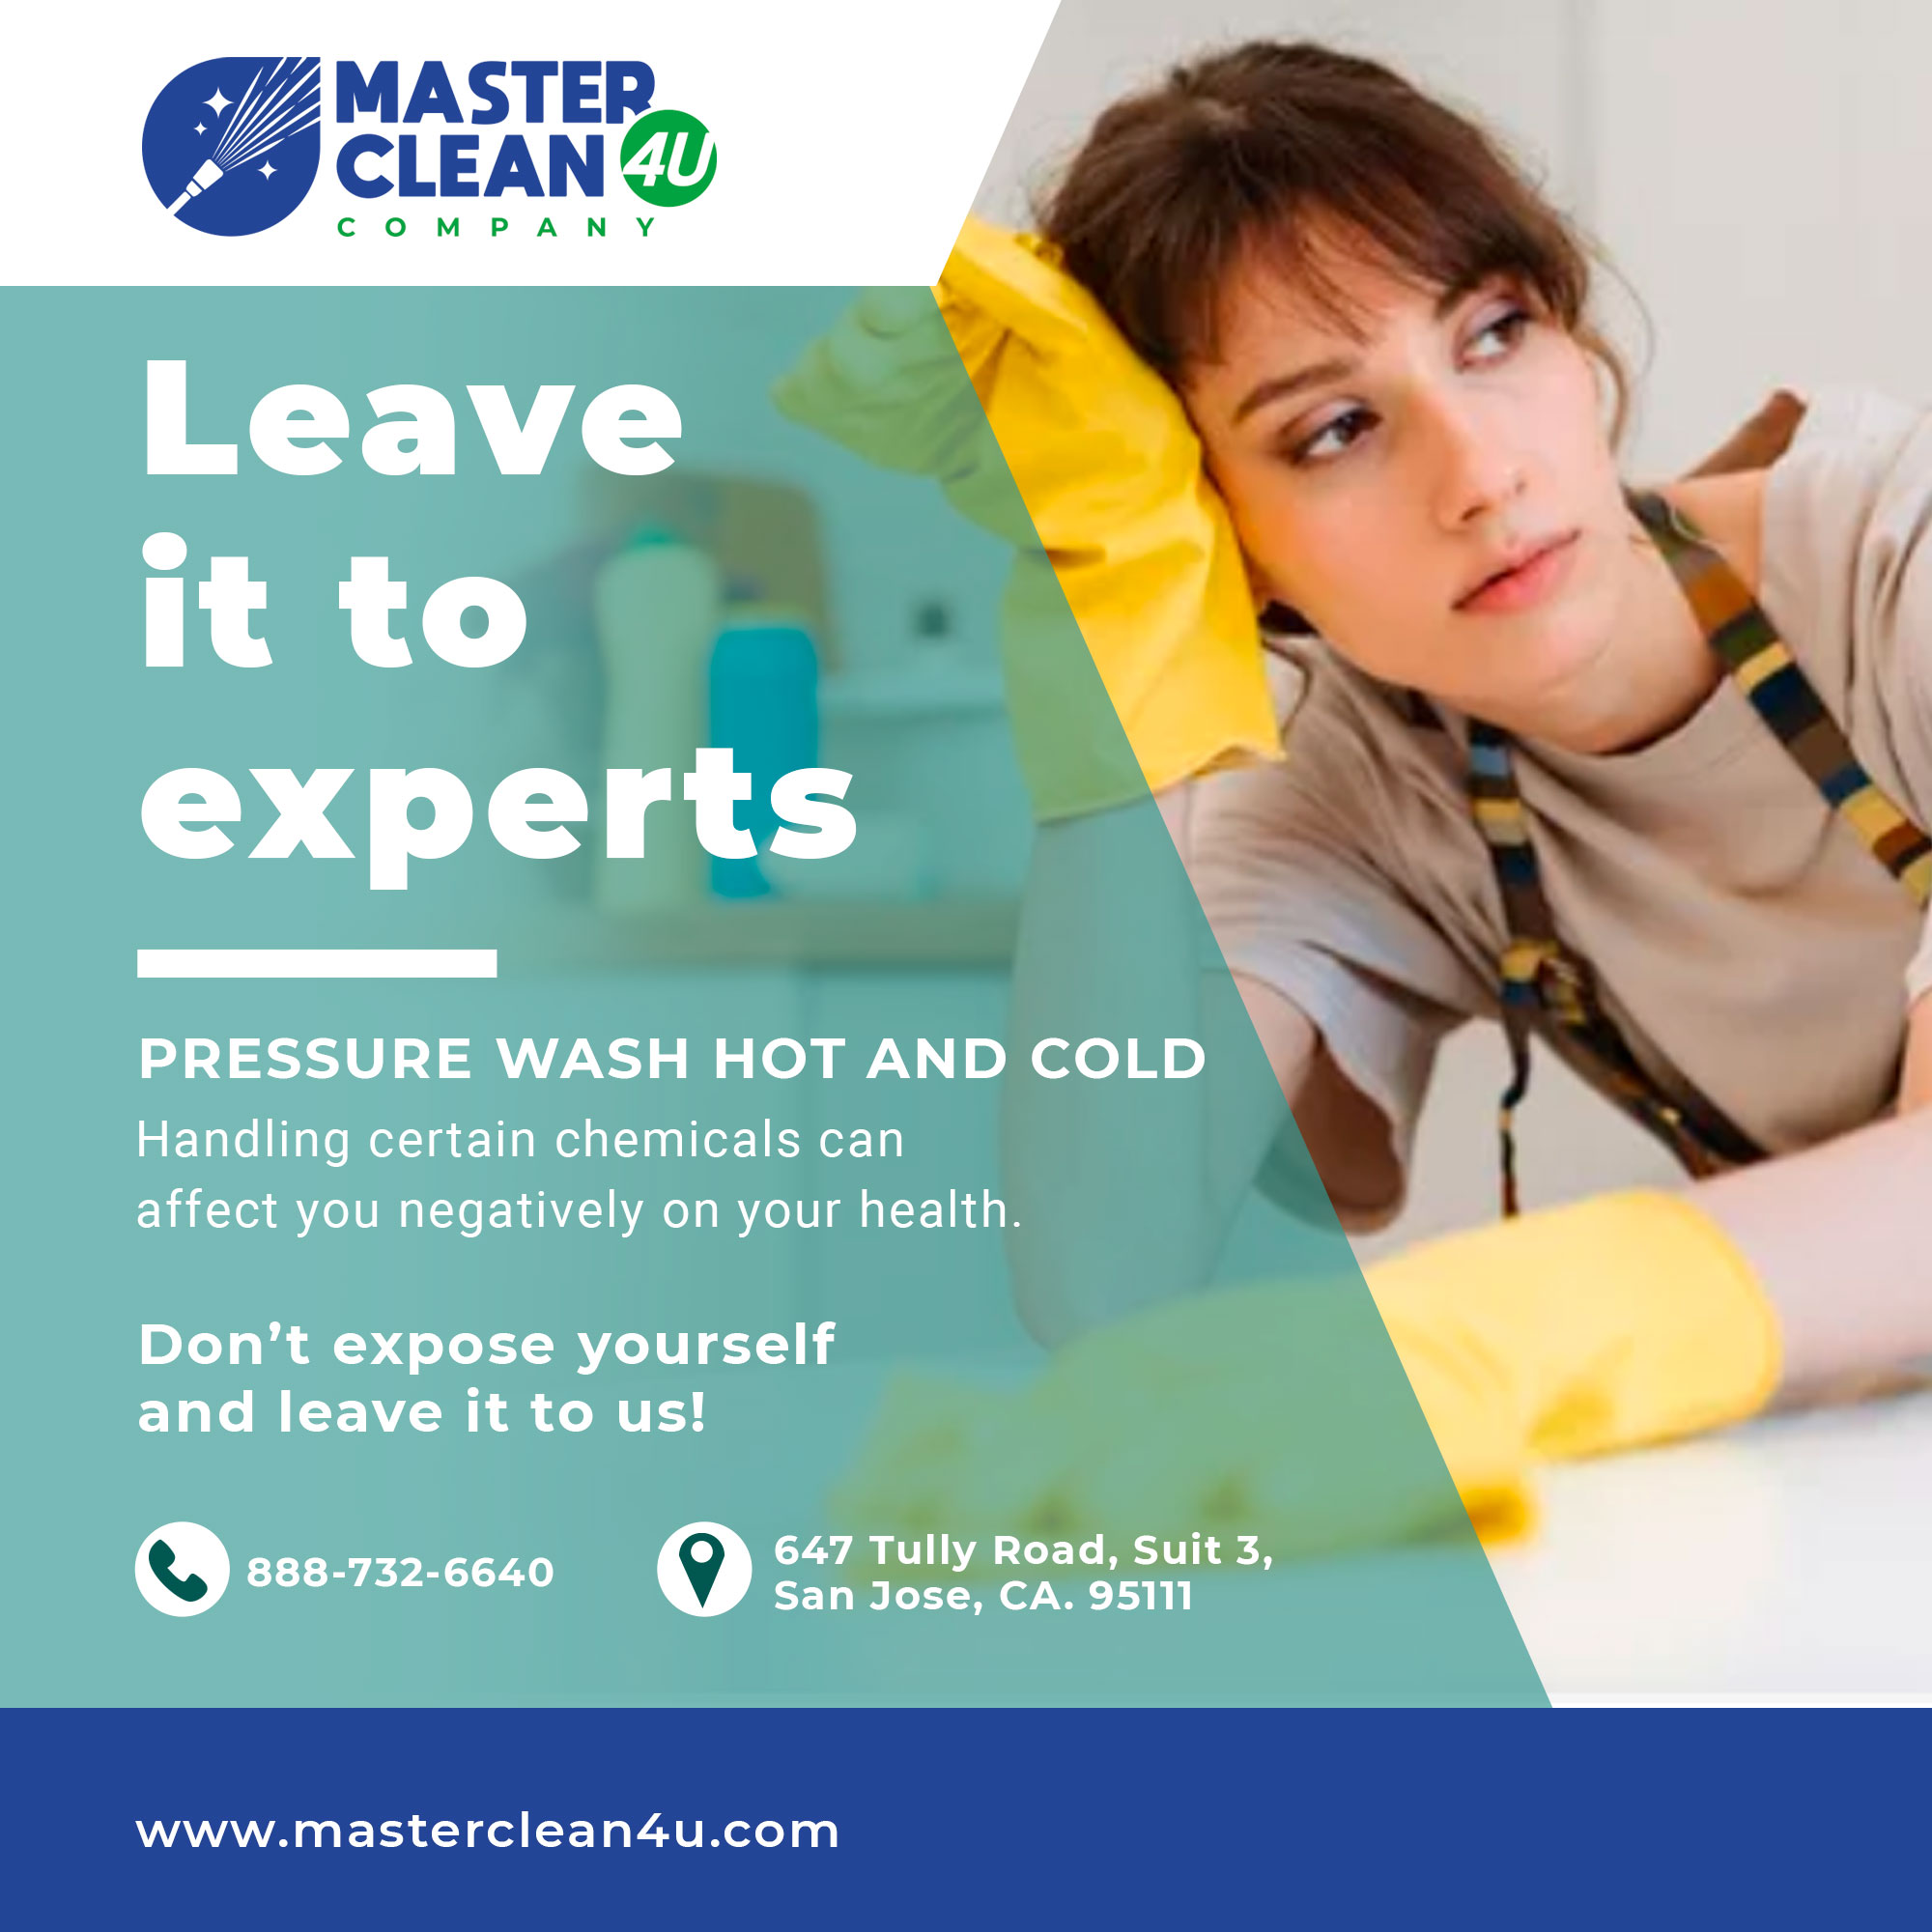 MASTER
CLEAN 4U
COMPANY
Leave
it to
experts
PRESSURE WASH HOT AND COLD
Handling certain chemicals can
affect you negatively on your health.
Don’t expose yourself
and leave it to us!
888-732-6640
647 Tully Road, Suit 3,
San Jose, CA. 95111
www.masterclean4u.com